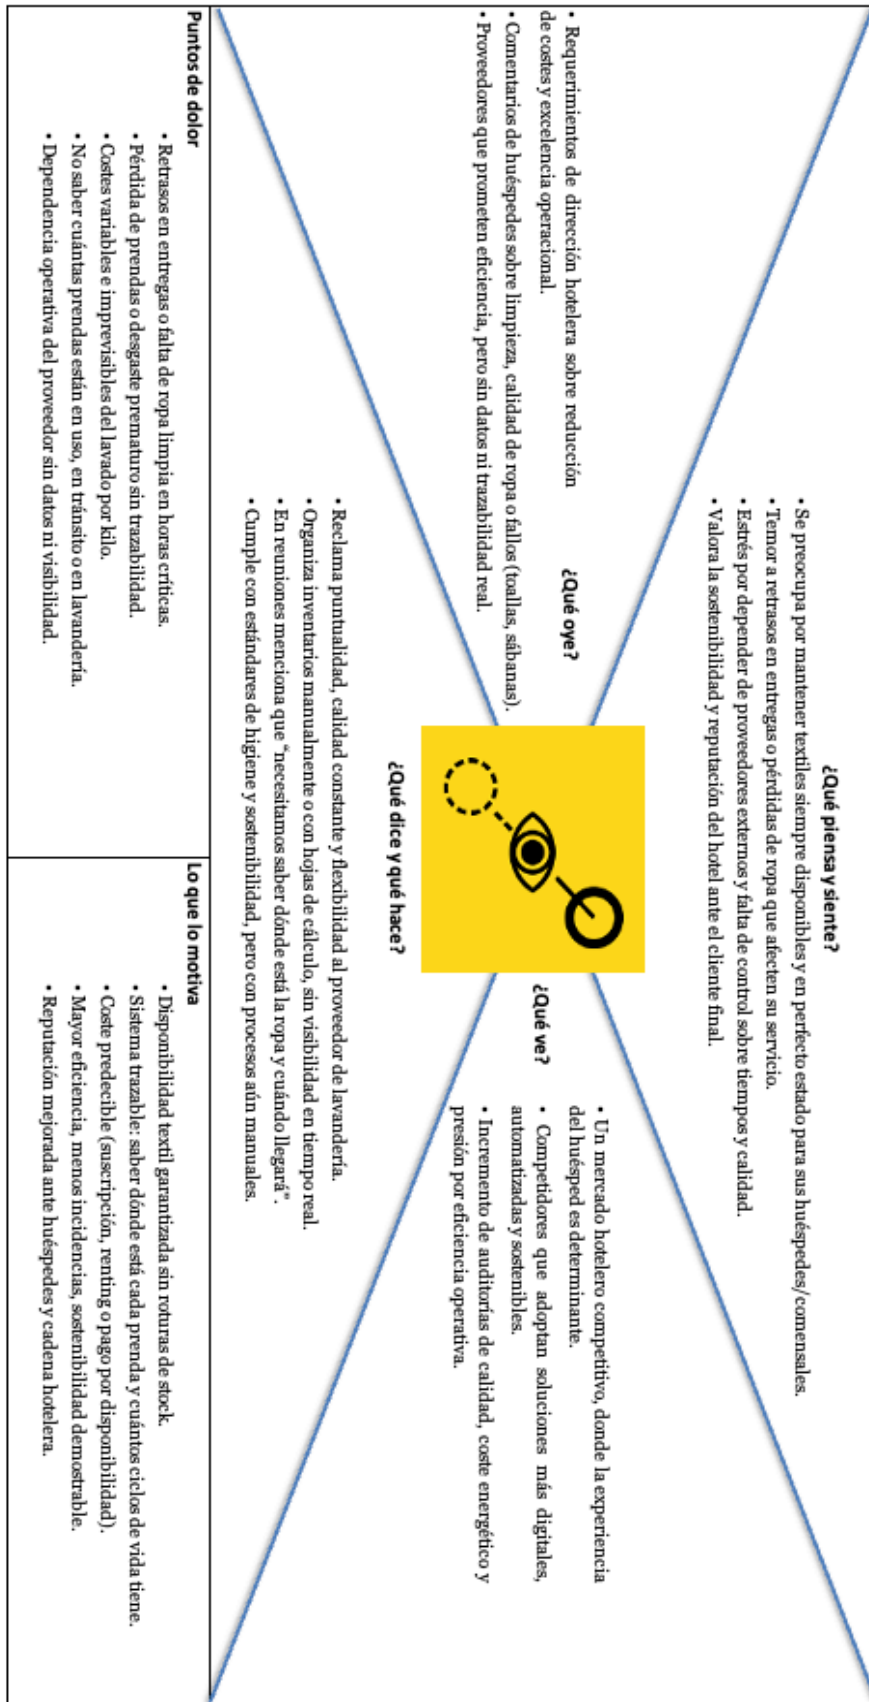 ¿Qué piensa y siente?
• Se preocupa por mantener textiles siempre disponibles y en perfecto estado para sus huéspedes/comensales.
• Temor a retrasos en entregas o pérdidas de ropa que afecten su servicio.
• Estrés por depender de proveedores externos y falta de control sobre tiempos y calidad.
• Valora la sostenibilidad y reputación del hotel ante el cliente final.
¿Qué oye?
• Requerimientos de dirección hotelera sobre reducción
de costes y excelencia operacional.
• Comentarios de huéspedes sobre limpieza, calidad de ropa o fallos (toallas, sábanas).
• Proveedores que prometen eficiencia, pero sin datos ni trazabilidad real.
¿Qué ve?
• Un mercado hotelero competitivo, donde la experiencia
del huésped es determinante.
• Competidores que adoptan soluciones más digitales,
automatizadas y sostenibles.
• Incremento de auditorías de calidad, coste energético y
presión por eficiencia operativa.
¿Qué dice y qué hace?
• Reclama puntualidad, calidad constante y flexibilidad al proveedor de lavandería.
• Organiza inventarios manualmente o con hojas de cálculo, sin visibilidad en tiempo real.
• En reuniones menciona que “necesitamos saber dónde está la ropa y cuándo llegará”.
• Cumple con estándares de higiene y sostenibilidad, pero con procesos aún manuales.
Puntos de dolor
• Retrasos en entregas o falta de ropa limpia en horas críticas.
• Pérdida de prendas o desgaste prematuro sin trazabilidad.
• Costes variables e imprevisibles del lavado por kilo.
• No saber cuántas prendas están en uso, en tránsito o en lavandería.
• Dependencia operativa del proveedor sin datos ni visibilidad.
Lo que lo motiva
• Disponibilidad textil garantizada sin roturas de stock.
• Sistema trazable: saber dónde está cada prenda y cuántos ciclos de vida tiene.
• Coste predecible (suscripción, renting o pago por disponibilidad).
• Mayor eficiencia, menos incidencias, sostenibilidad demostrable.
• Reputación mejorada ante huéspedes y cadena hotelera.